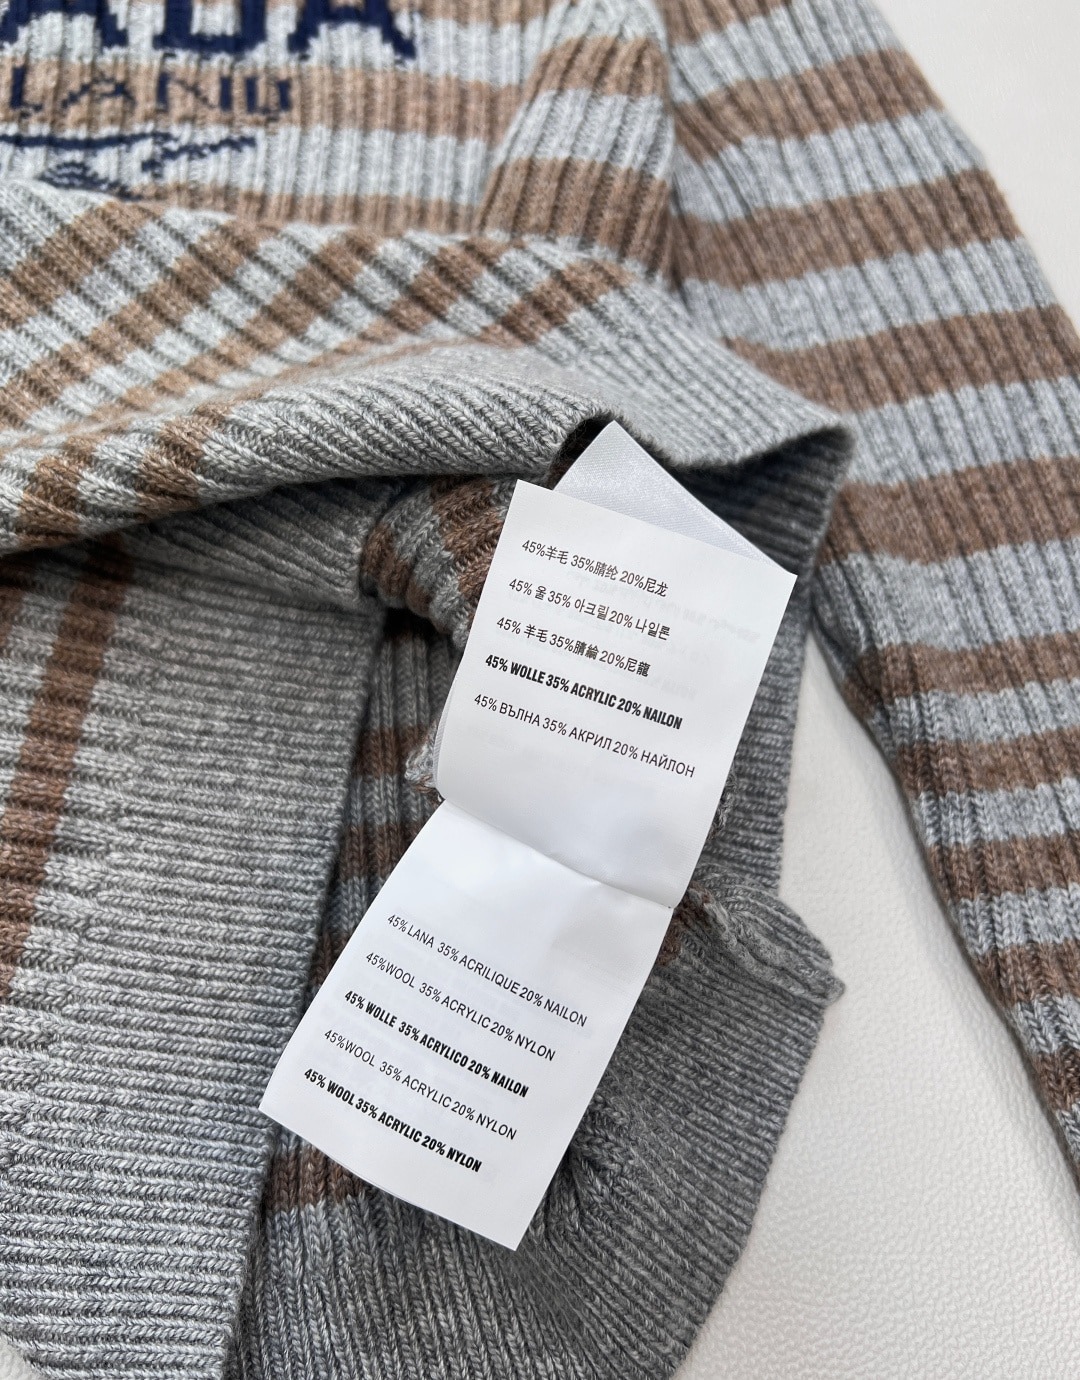 LAND
45%羊毛 35%腈纶 20%尼龙
45% 울 35% 아크릴 20% 나일론
45% 羊毛 35%腈綸 20%尼龍
45% WOLLE 35% ACRYLIC 20% NAILON
45% ВЪЛНА 35% АКРИЛ 20% НАЙЛОН
45% LANA 35% ACRILIQUE 20% NAILON
45%WOOL 35% ACRYLIC 20% NYLON
45% WOLLE 35% ACRYLICO 20% NAILON
45%WOOL 35% ACRYLIC 20% NYLON
45% WOOL 35% ACRYLIC 20% NYLON